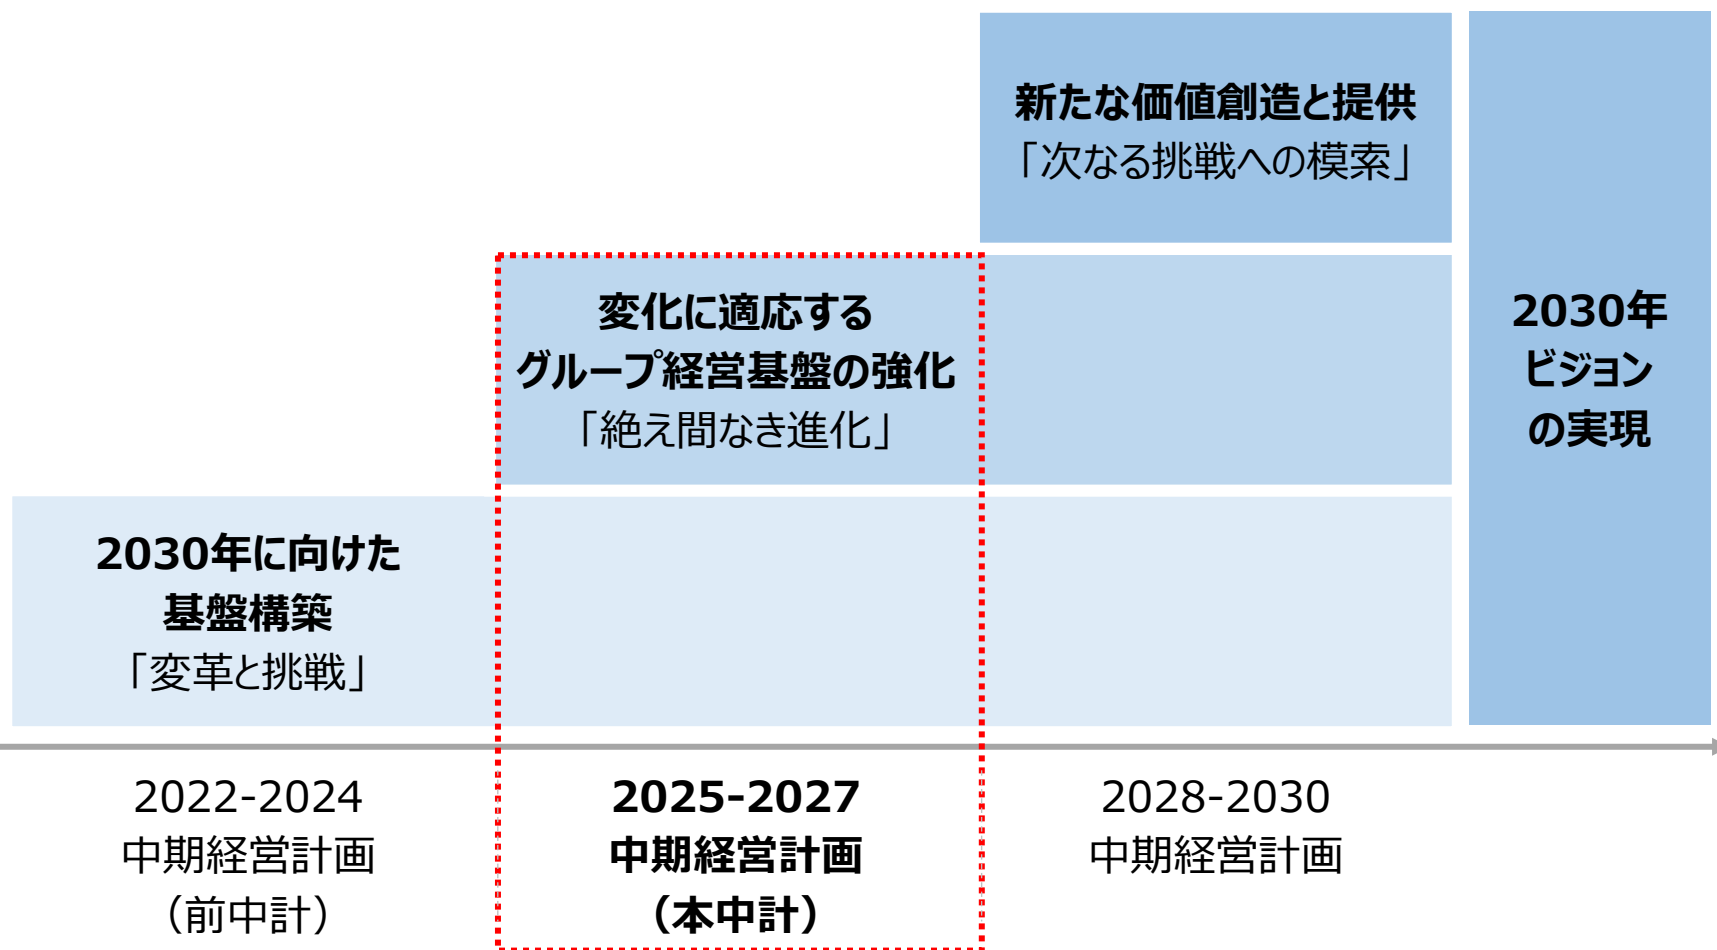 新たな価値創造と提供
「次なる挑戦への模索」
変化に適応する
グループ経営基盤の強化
「絶え間なき進化」
2030年に向けた
基盤構築
「変革と挑戦」
2030年
ビジョン
の実現
2022-2024
中期経営計画
（前中計）
2025-2027
中期経営計画
（本中計）
2028-2030
中期経営計画